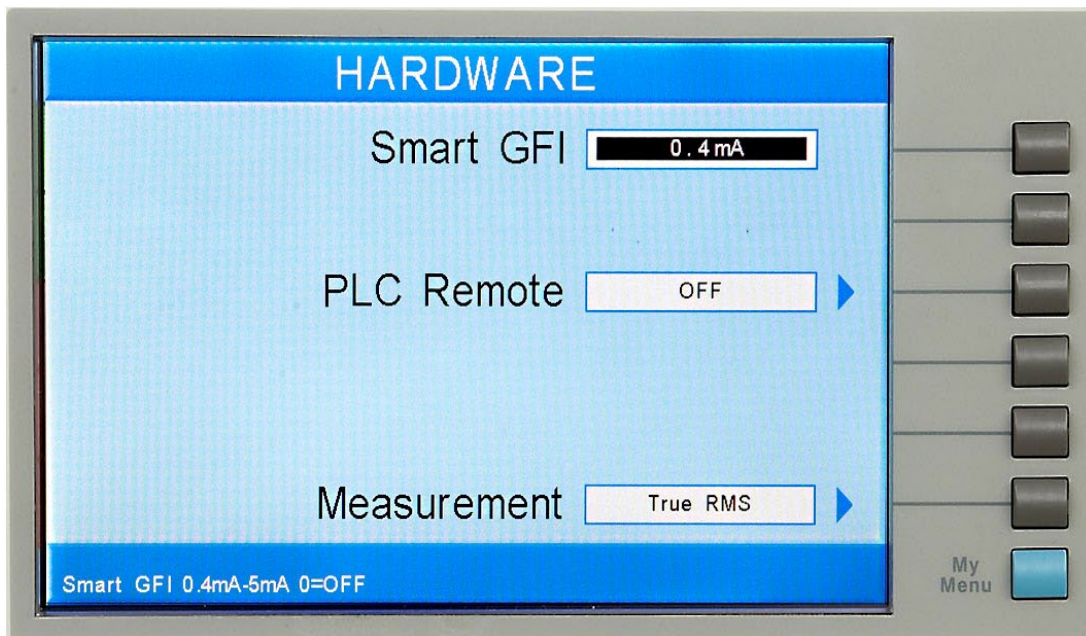 HARDWARE
Smart GFI 0.4mA
PLC Remote OFF
Measurement True RMS
Smart GFI 0.4mA-5mA 0=OFF
My
Menu